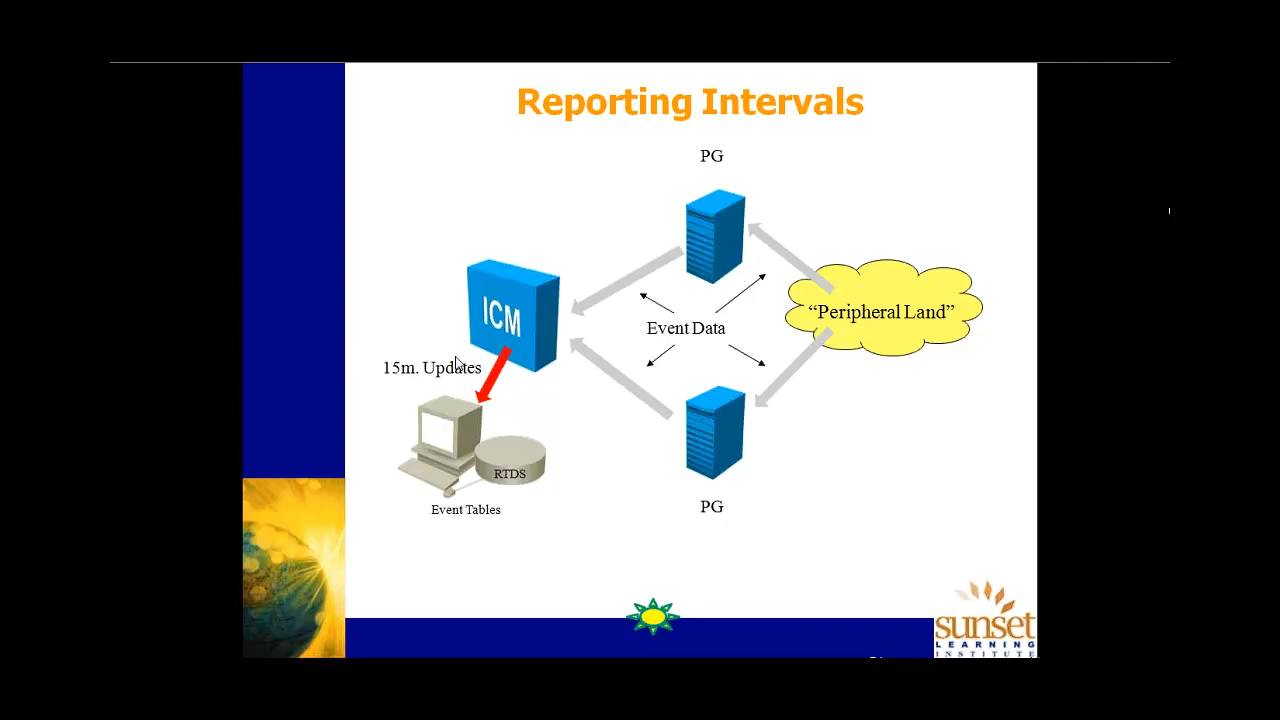 Reporting Intervals
PG
ICM
“Peripheral Land”
Event Data
15m. Updates
RTDS
Event Tables
PG
sunset
LEARNING
INSTITUTE